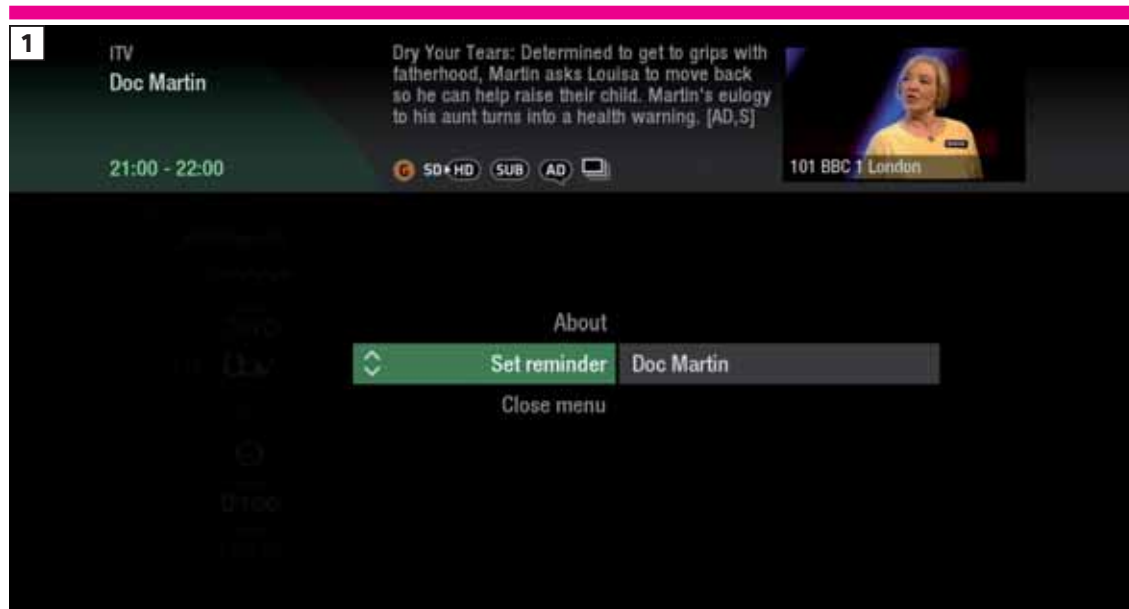 1
ITV
Doc Martin
21:00 - 22:00
Dry Your Tears: Determined to get to grips with
fatherhood, Martin asks Louisa to move back
so he can help raise their child. Martin's eulogy
to his aunt turns into a health warning. [AD,S]
G SD▸HD SUB AD
101 BBC 1 London
About
Set reminder Doc Martin
Close menu